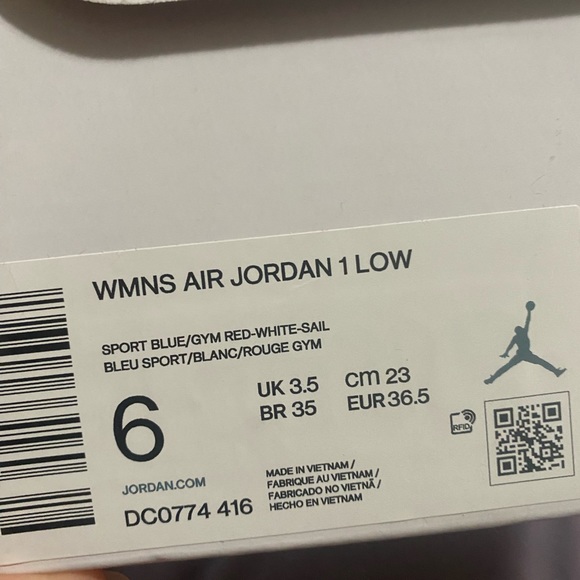 WMNS AIR JORDAN 1 LOW
SPORT BLUE/GYM RED-WHITE-SAIL
BLEU SPORT/BLANC/ROUGE GYM
6
UK 3.5 cm 23
BR 35 EUR 36.5
RFID
JORDAN.COM
DC0774 416
MADE IN VIETNAM /
FABRIQUE AU VIETNAM /
FABRICADO NO VIETNÃ /
HECHO EN VIETNAM